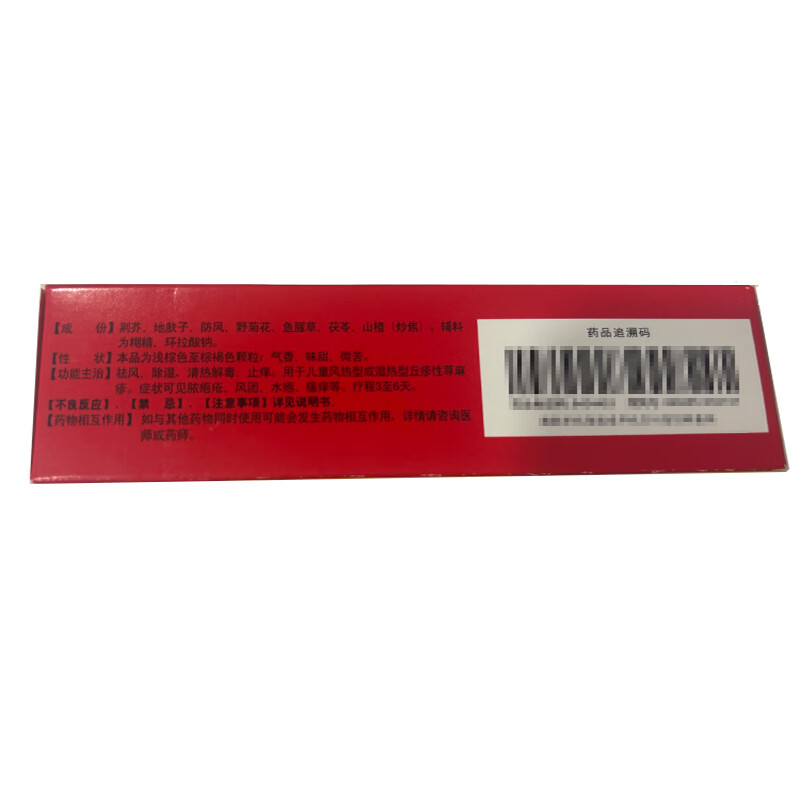 【成　份】荆芥、地肤子、防风、野菊花、鱼腥草、茯苓、山楂（炒焦）。辅料
为糊精、环拉酸钠。
【性　状】本品为浅棕色至棕褐色颗粒；气香、味甜、微苦。
【功能主治】祛风、除湿。清热解毒、止痒。用于儿童风热型或湿热型丘疹性荨麻
疹。症状可见脓疱疮、风团、水疱、瘙痒等。疗程3至6天。
【不良反应】、【禁　忌】、【注意事项】详见说明书.
【药物相互作用】如与其他药物同时使用可能会发生药物相互作用。详情请咨询医
师或药师。
药品追溯码